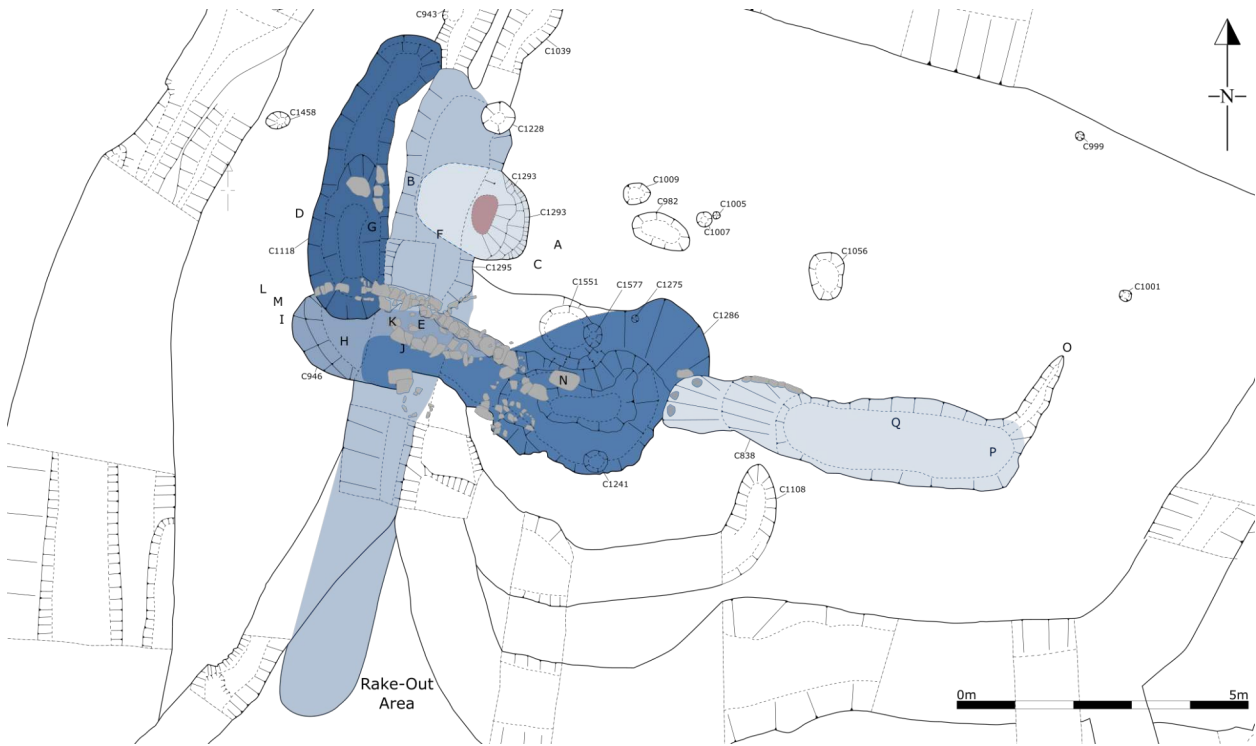 C943
C1039
N
C1458
C1228
C999
B
C1293
C1009
C982
C1005
D
C1293
C1007
G
F
C1118
A
C1295
C
C1056
L
M
C1551
C1577
C1275
C1001
I
K
E
C1286
H
J
O
C946
N
Q
C838
P
C1241
C1108
Rake-Out
Area
0m
5m